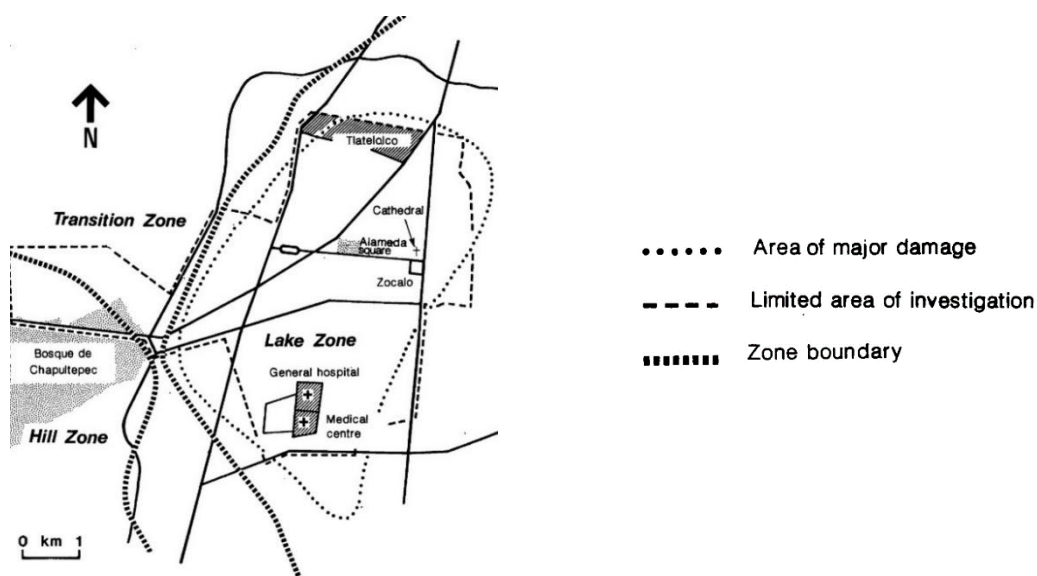 N
Tlatelolco
Transition Zone
Cathedral
Alameda
square
Zocalo
Bosque de
Chapultepec
Lake Zone
General hospital
Medical
centre
Hill Zone
0 km 1
Area of major damage
Limited area of investigation
Zone boundary